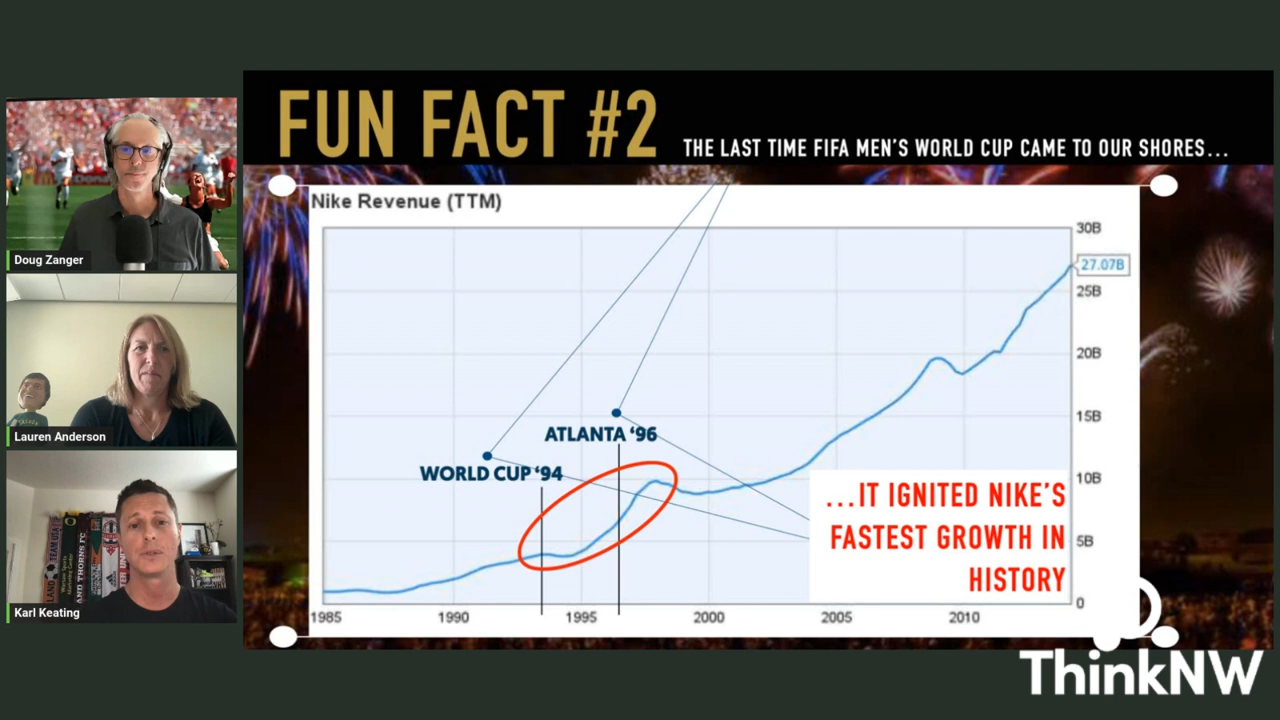 FUN FACT #2
THE LAST TIME FIFA MEN'S WORLD CUP CAME TO OUR SHORES...
Nike Revenue (TTM)
30B
27.07B
25B
20B
15B
10B
5B
0
ATLANTA ‘96
WORLD CUP ‘94
...IT IGNITED NIKE'S
FASTEST GROWTH IN
HISTORY
1985
1990
1995
2000
2005
2010
Doug Zanger
Lauren Anderson
Karl Keating
ThinkNW